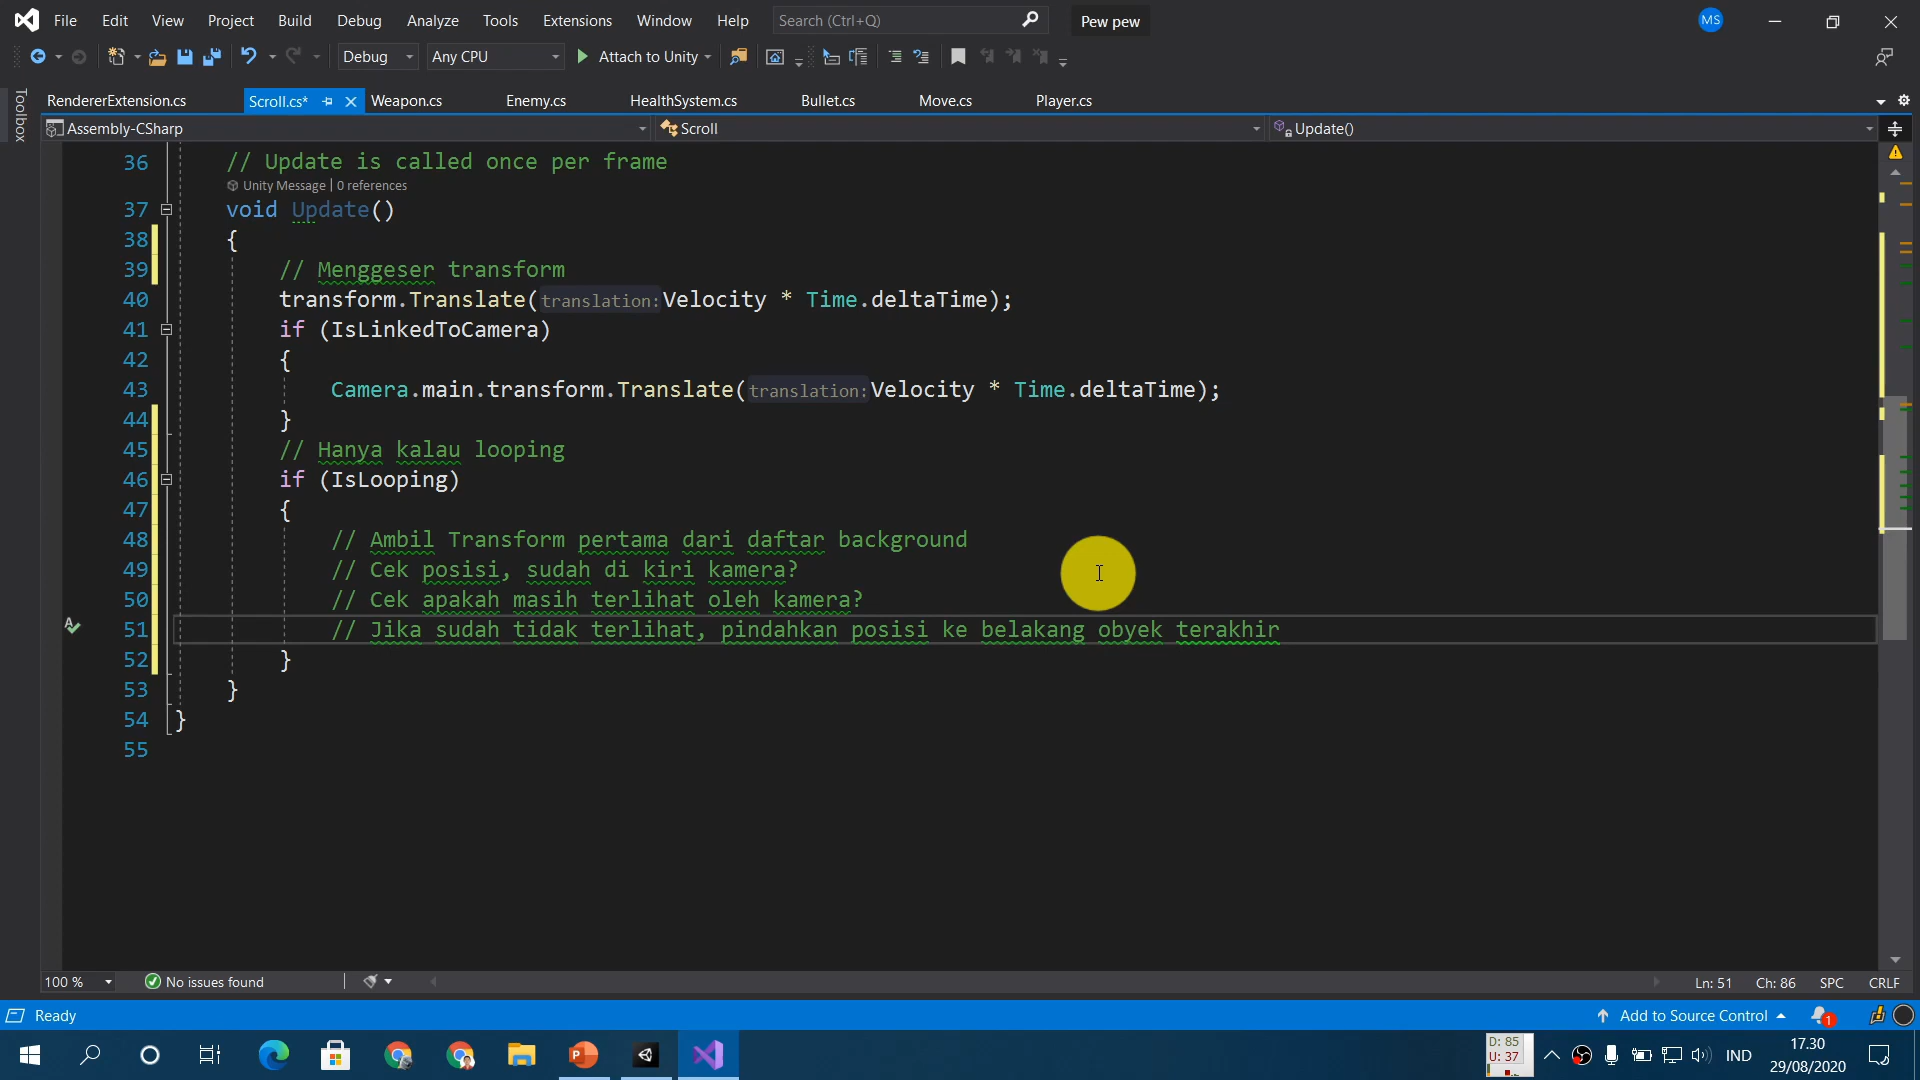 File Edit View Project Build Debug Analyze Tools Extensions Window Help Search (Ctrl+Q) Pew pew MS
Debug Any CPU Attach to Unity
Toolbox
RendererExtension.cs Scroll.cs* Weapon.cs Enemy.cs HealthSystem.cs Bullet.cs Move.cs Player.cs
Assembly-CSharp Scroll Update()
36 // Update is called once per frame
Unity Message | 0 references
37 void Update()
38 {
39 // Menggeser transform
40 transform.Translate(translation:Velocity * Time.deltaTime);
41 if (IsLinkedToCamera)
42 {
43 Camera.main.transform.Translate(translation:Velocity * Time.deltaTime);
44 }
45 // Hanya kalau looping
46 if (IsLooping)
47 {
48 // Ambil Transform pertama dari daftar background
49 // Cek posisi, sudah di kiri kamera?
50 // Cek apakah masih terlihat oleh kamera?
51 // Jika sudah tidak terlihat, pindahkan posisi ke belakang obyek terakhir
52 }
53 }
54 }
55
100 % No issues found Ln: 51 Ch: 86 SPC CRLF
Ready Add to Source Control 1
D: 85
U: 37
IND
17.30
29/08/2020